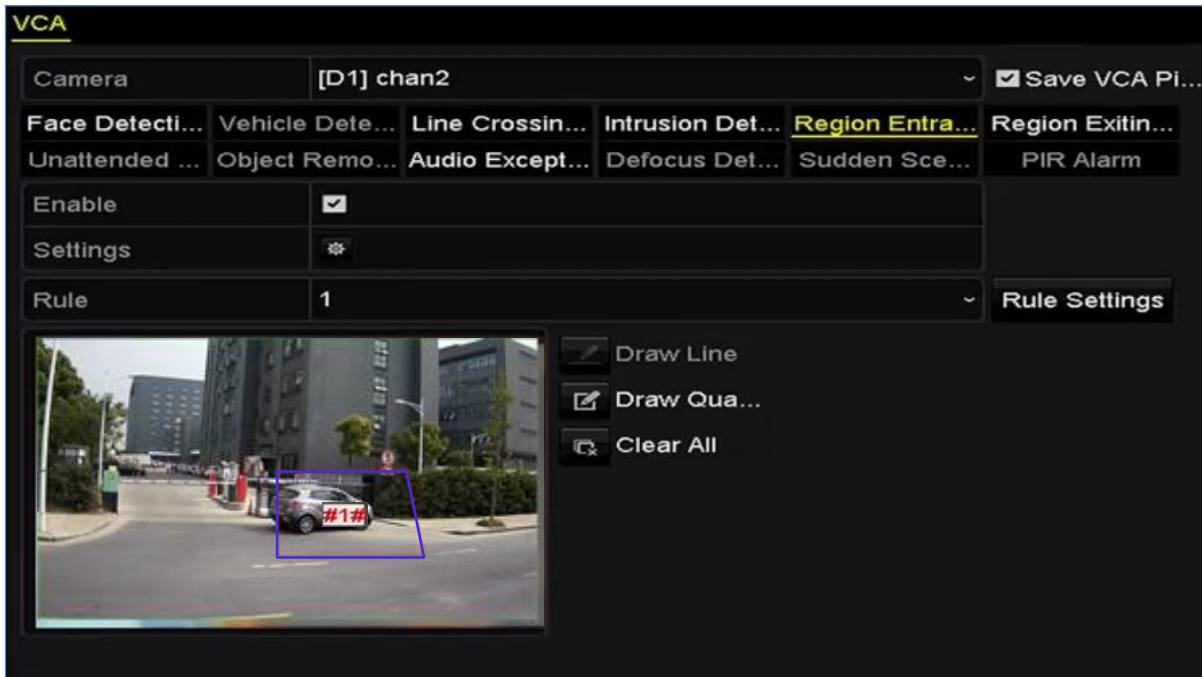 VCA
Camera [D1] chan2 Save VCA Pi...
Face Detecti... Vehicle Dete... Line Crossin... Intrusion Det... Region Entra... Region Exitin...
Unattended ... Object Remo... Audio Except... Defocus Det... Sudden Sce... PIR Alarm
Enable
Settings
Rule 1 Rule Settings
Draw Line
Draw Qua...
Clear All
#1#